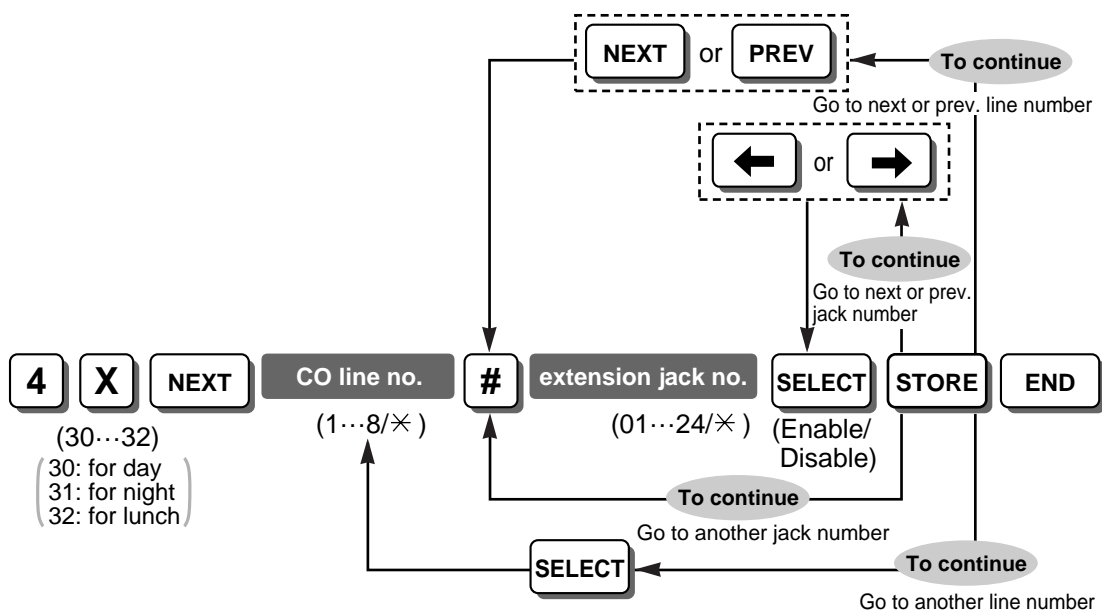 NEXT or PREV
To continue
Go to next or prev. line number
or
To continue
Go to next or prev.
jack number
4 X NEXT CO line no. # extension jack no. SELECT STORE END
(30···32) (1···8/✳ ) (01···24/✳ ) (Enable/
Disable)
30: for day
31: for night
32: for lunch
To continue
Go to another jack number
SELECT
To continue
Go to another line number